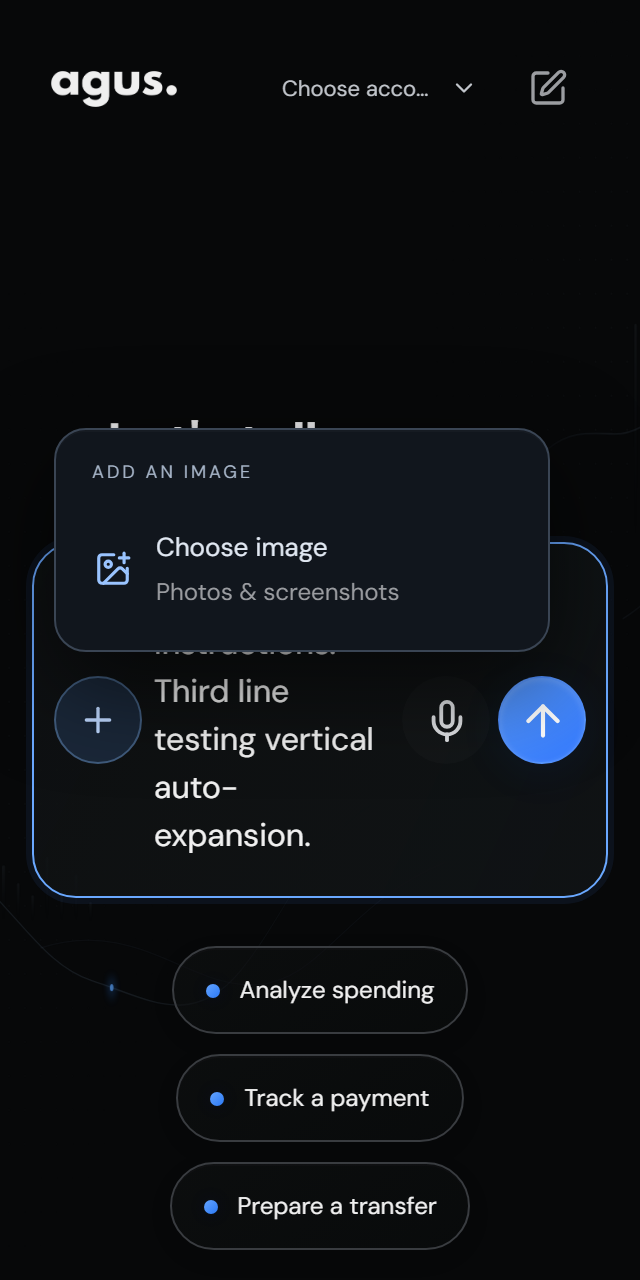 agus.
Choose acco...
ADD AN IMAGE
Choose image
Photos & screenshots
Third line
testing vertical
auto-
expansion.
Analyze spending
Track a payment
Prepare a transfer